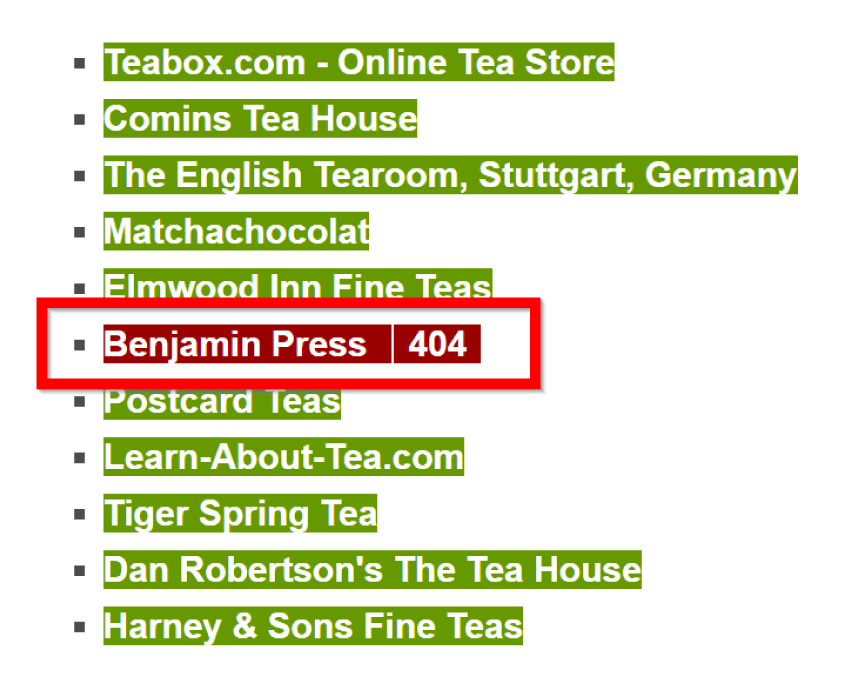 Teabox.com - Online Tea Store
Comins Tea House
The English Tearoom, Stuttgart, Germany
Matchachocolat
Elmwood Inn Fine Teas
Benjamin Press 404
Postcard Teas
Learn-About-Tea.com
Tiger Spring Tea
Dan Robertson's The Tea House
Harney & Sons Fine Teas